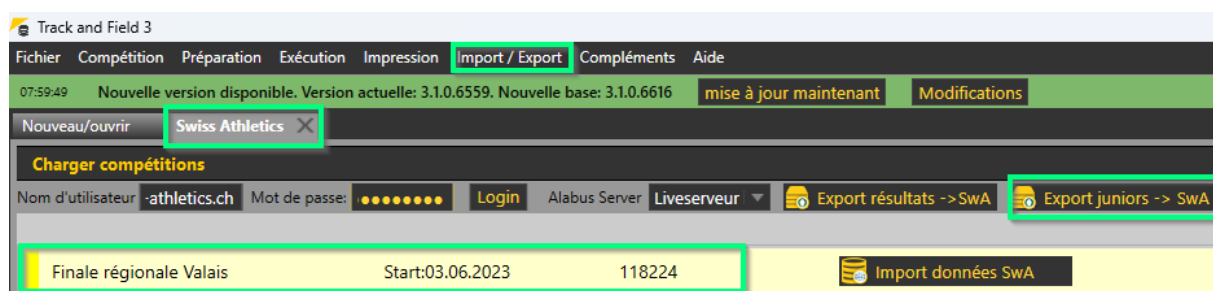 Track and Field 3
Fichier Compétition Préparation Exécution Impression Import / Export Compléments Aide
07:59:49 Nouvelle version disponible. Version actuelle: 3.1.0.6559. Nouvelle base: 3.1.0.6616 mise à jour maintenant Modifications
Nouveau/ouvrir Swiss Athletics
Charger compétitions
Nom d'utilisateur -athletics.ch Mot de passe: Login Alabus Server Liveserveur Export résultats ->SwA Export juniors -> SwA
Finale régionale Valais Start:03.06.2023 118224 Import données SwA